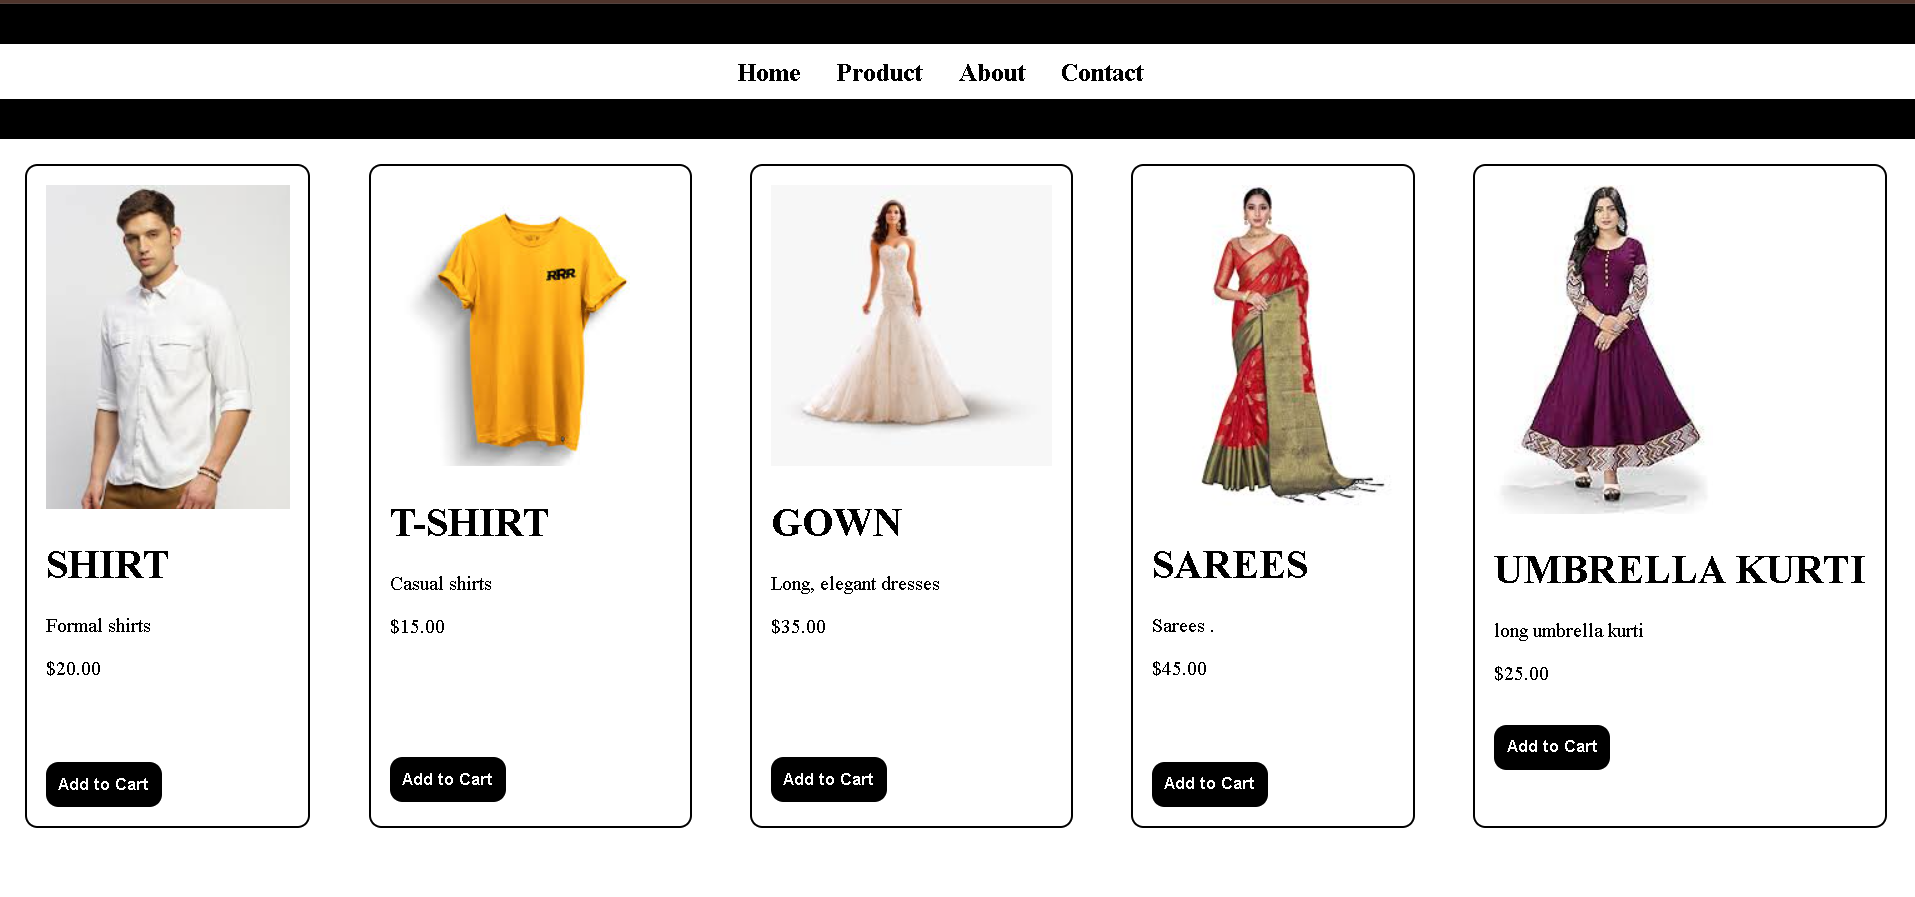 Home Product About Contact
RRR
SHIRT
Formal shirts
$20.00
Add to Cart
T-SHIRT
Casual shirts
$15.00
Add to Cart
GOWN
Long, elegant dresses
$35.00
Add to Cart
SAREES
Sarees .
$45.00
Add to Cart
UMBRELLA KURTI
long umbrella kurti
$25.00
Add to Cart